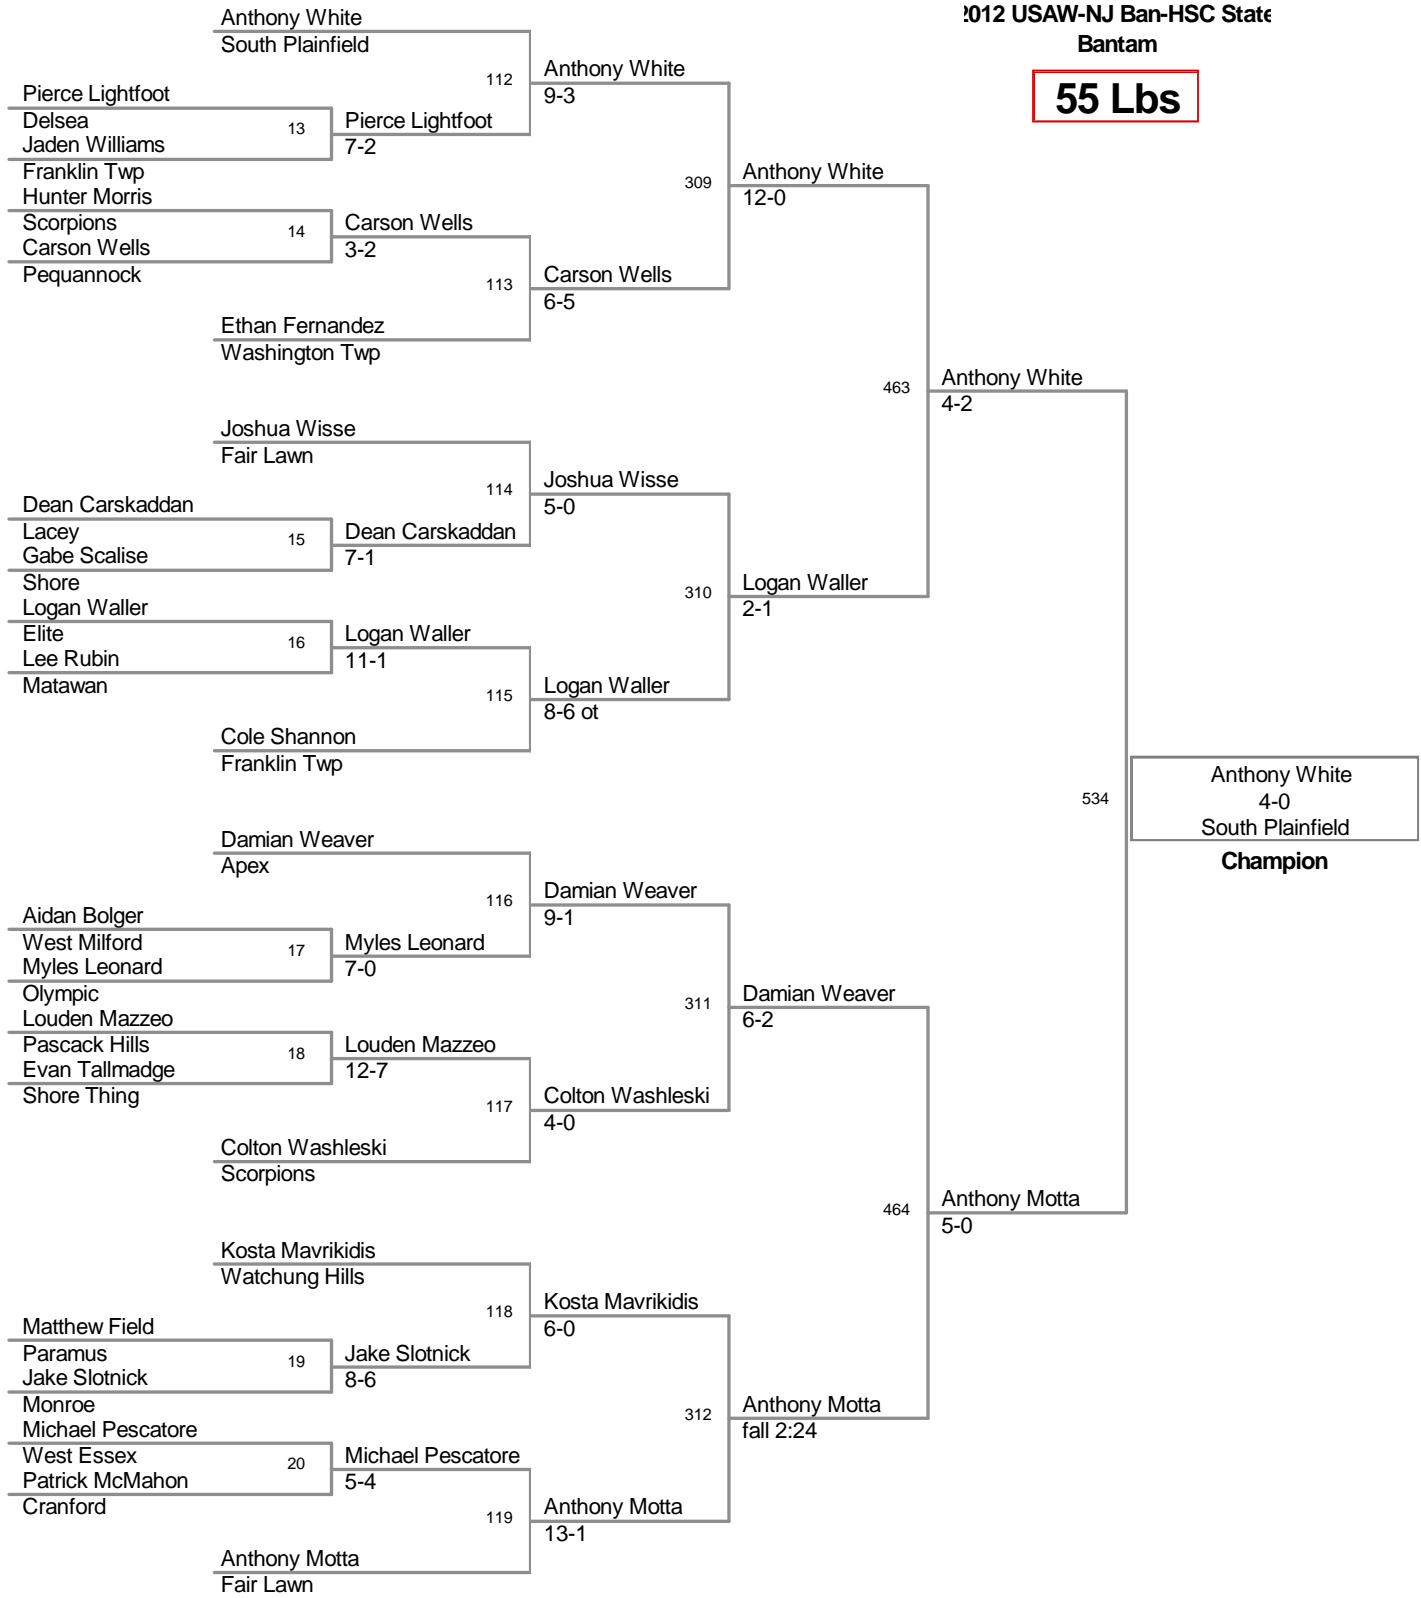 2012 USAW-NJ Ban-HSC State
Bantam
55 Lbs
Anthony White
South Plainfield
112
Anthony White
9-3
Pierce Lightfoot
Delsea
13
Pierce Lightfoot
7-2
Jaden Williams
Franklin Twp
309
Anthony White
12-0
Hunter Morris
Scorpions
14
Carson Wells
3-2
Carson Wells
Pequannock
113
Carson Wells
6-5
Ethan Fernandez
Washington Twp
463
Anthony White
4-2
Joshua Wisse
Fair Lawn
114
Joshua Wisse
5-0
Dean Carskaddan
Lacey
15
Dean Carskaddan
7-1
Gabe Scalise
Shore
310
Logan Waller
2-1
Logan Waller
Elite
16
Logan Waller
11-1
Lee Rubin
Matawan
115
Logan Waller
8-6 ot
Cole Shannon
Franklin Twp
534
Anthony White
4-0
South Plainfield
Champion
Damian Weaver
Apex
116
Damian Weaver
9-1
Aidan Bolger
West Milford
17
Myles Leonard
7-0
Myles Leonard
Olympic
311
Damian Weaver
6-2
Louden Mazzeo
Pascack Hills
18
Louden Mazzeo
12-7
Evan Tallmadge
Shore Thing
117
Colton Washleski
4-0
Colton Washleski
Scorpions
464
Anthony Motta
5-0
Kosta Mavrikidis
Watchung Hills
118
Kosta Mavrikidis
6-0
Matthew Field
Paramus
19
Jake Slotnick
8-6
Jake Slotnick
Monroe
312
Anthony Motta
fall 2:24
Michael Pescatore
West Essex
20
Michael Pescatore
5-4
Patrick McMahon
Cranford
119
Anthony Motta
13-1
Anthony Motta
Fair Lawn